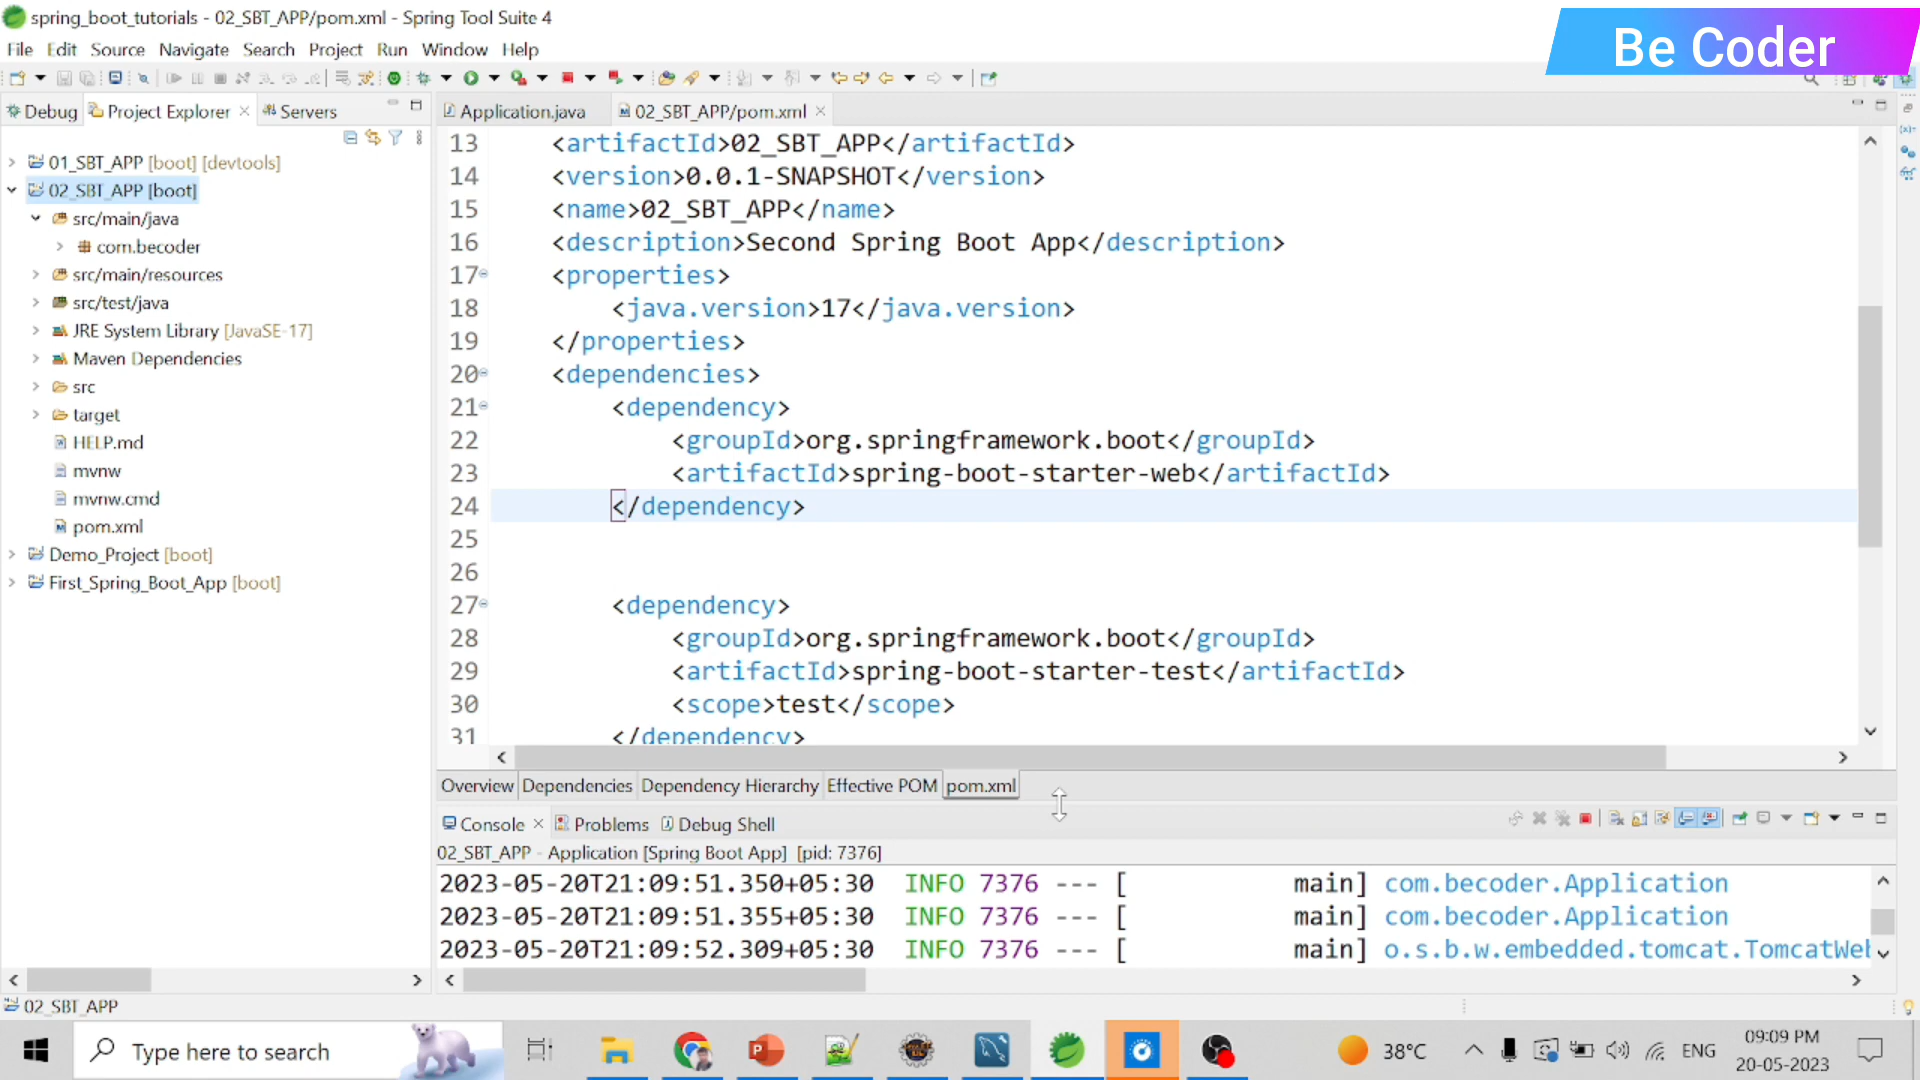 spring_boot_tutorials - 02_SBT_APP/pom.xml - Spring Tool Suite 4
Be Coder
File Edit Source Navigate Search Project Run Window Help
Debug Project Explorer Servers
Application.java 02_SBT_APP/pom.xml
01_SBT_APP [boot] [devtools]
02_SBT_APP [boot]
src/main/java
com.becoder
src/main/resources
src/test/java
JRE System Library [JavaSE-17]
Maven Dependencies
src
target
HELP.md
mvnw
mvnw.cmd
pom.xml
Demo_Project [boot]
First_Spring_Boot_App [boot]
13 <artifactId>02_SBT_APP</artifactId>
14 <version>0.0.1-SNAPSHOT</version>
15 <name>02_SBT_APP</name>
16 <description>Second Spring Boot App</description>
17 <properties>
18 <java.version>17</java.version>
19 </properties>
20 <dependencies>
21 <dependency>
22 <groupId>org.springframework.boot</groupId>
23 <artifactId>spring-boot-starter-web</artifactId>
24 </dependency>
25
26
27 <dependency>
28 <groupId>org.springframework.boot</groupId>
29 <artifactId>spring-boot-starter-test</artifactId>
30 <scope>test</scope>
31 </dependency>
Overview Dependencies Dependency Hierarchy Effective POM pom.xml
Console Problems Debug Shell
02_SBT_APP - Application [Spring Boot App] [pid: 7376]
2023-05-20T21:09:51.350+05:30 INFO 7376 --- [ main] com.becoder.Application
2023-05-20T21:09:51.355+05:30 INFO 7376 --- [ main] com.becoder.Application
2023-05-20T21:09:52.309+05:30 INFO 7376 --- [ main] o.s.b.w.embedded.tomcat.TomcatWeb
02_SBT_APP
Type here to search
38°C
ENG
09:09 PM
20-05-2023